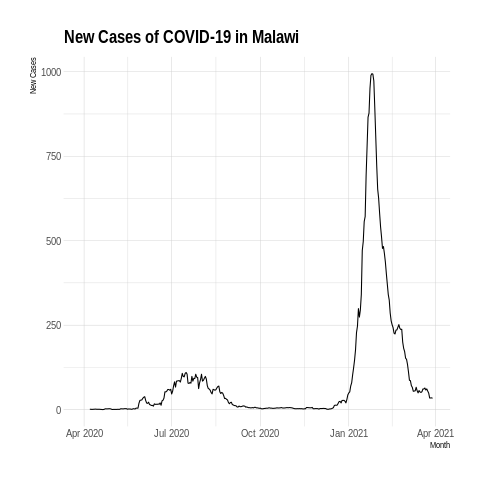 New Cases of COVID-19 in Malawi
New Cases
1000
750
500
250
0
Apr 2020 Jul 2020 Oct 2020 Jan 2021 Apr 2021
Month